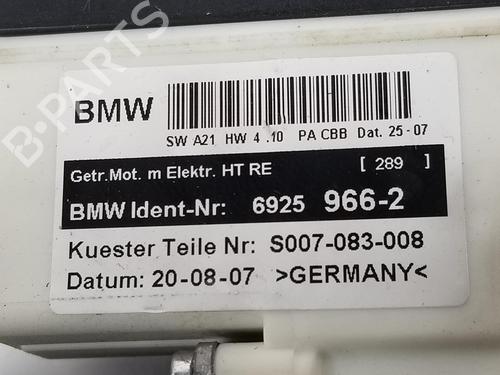 B-PARTS
BMW
SW A21 HW 4.10 PA CBB Dat. 25-07
Getr.Mot. m Elektr. HT RE [ 289 ]
BMW Ident-Nr: 6925 966-2
Kuester Teile Nr: S007-083-008
Datum: 20-08-07 >GERMANY<